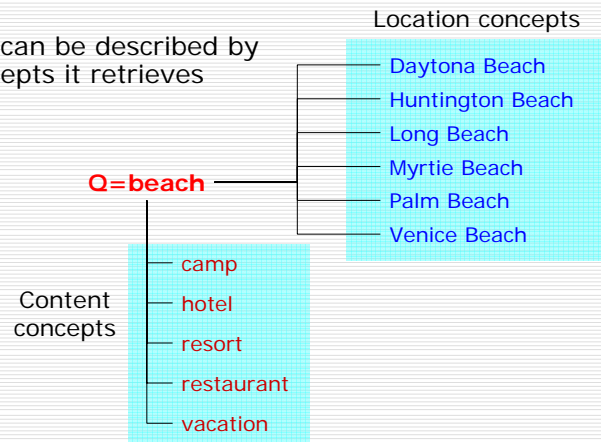 Location concepts
can be described by
epts it retrieves
Daytona Beach
Huntington Beach
Long Beach
Myrtie Beach
Palm Beach
Venice Beach
Q=beach
Content
concepts
camp
hotel
resort
restaurant
vacation